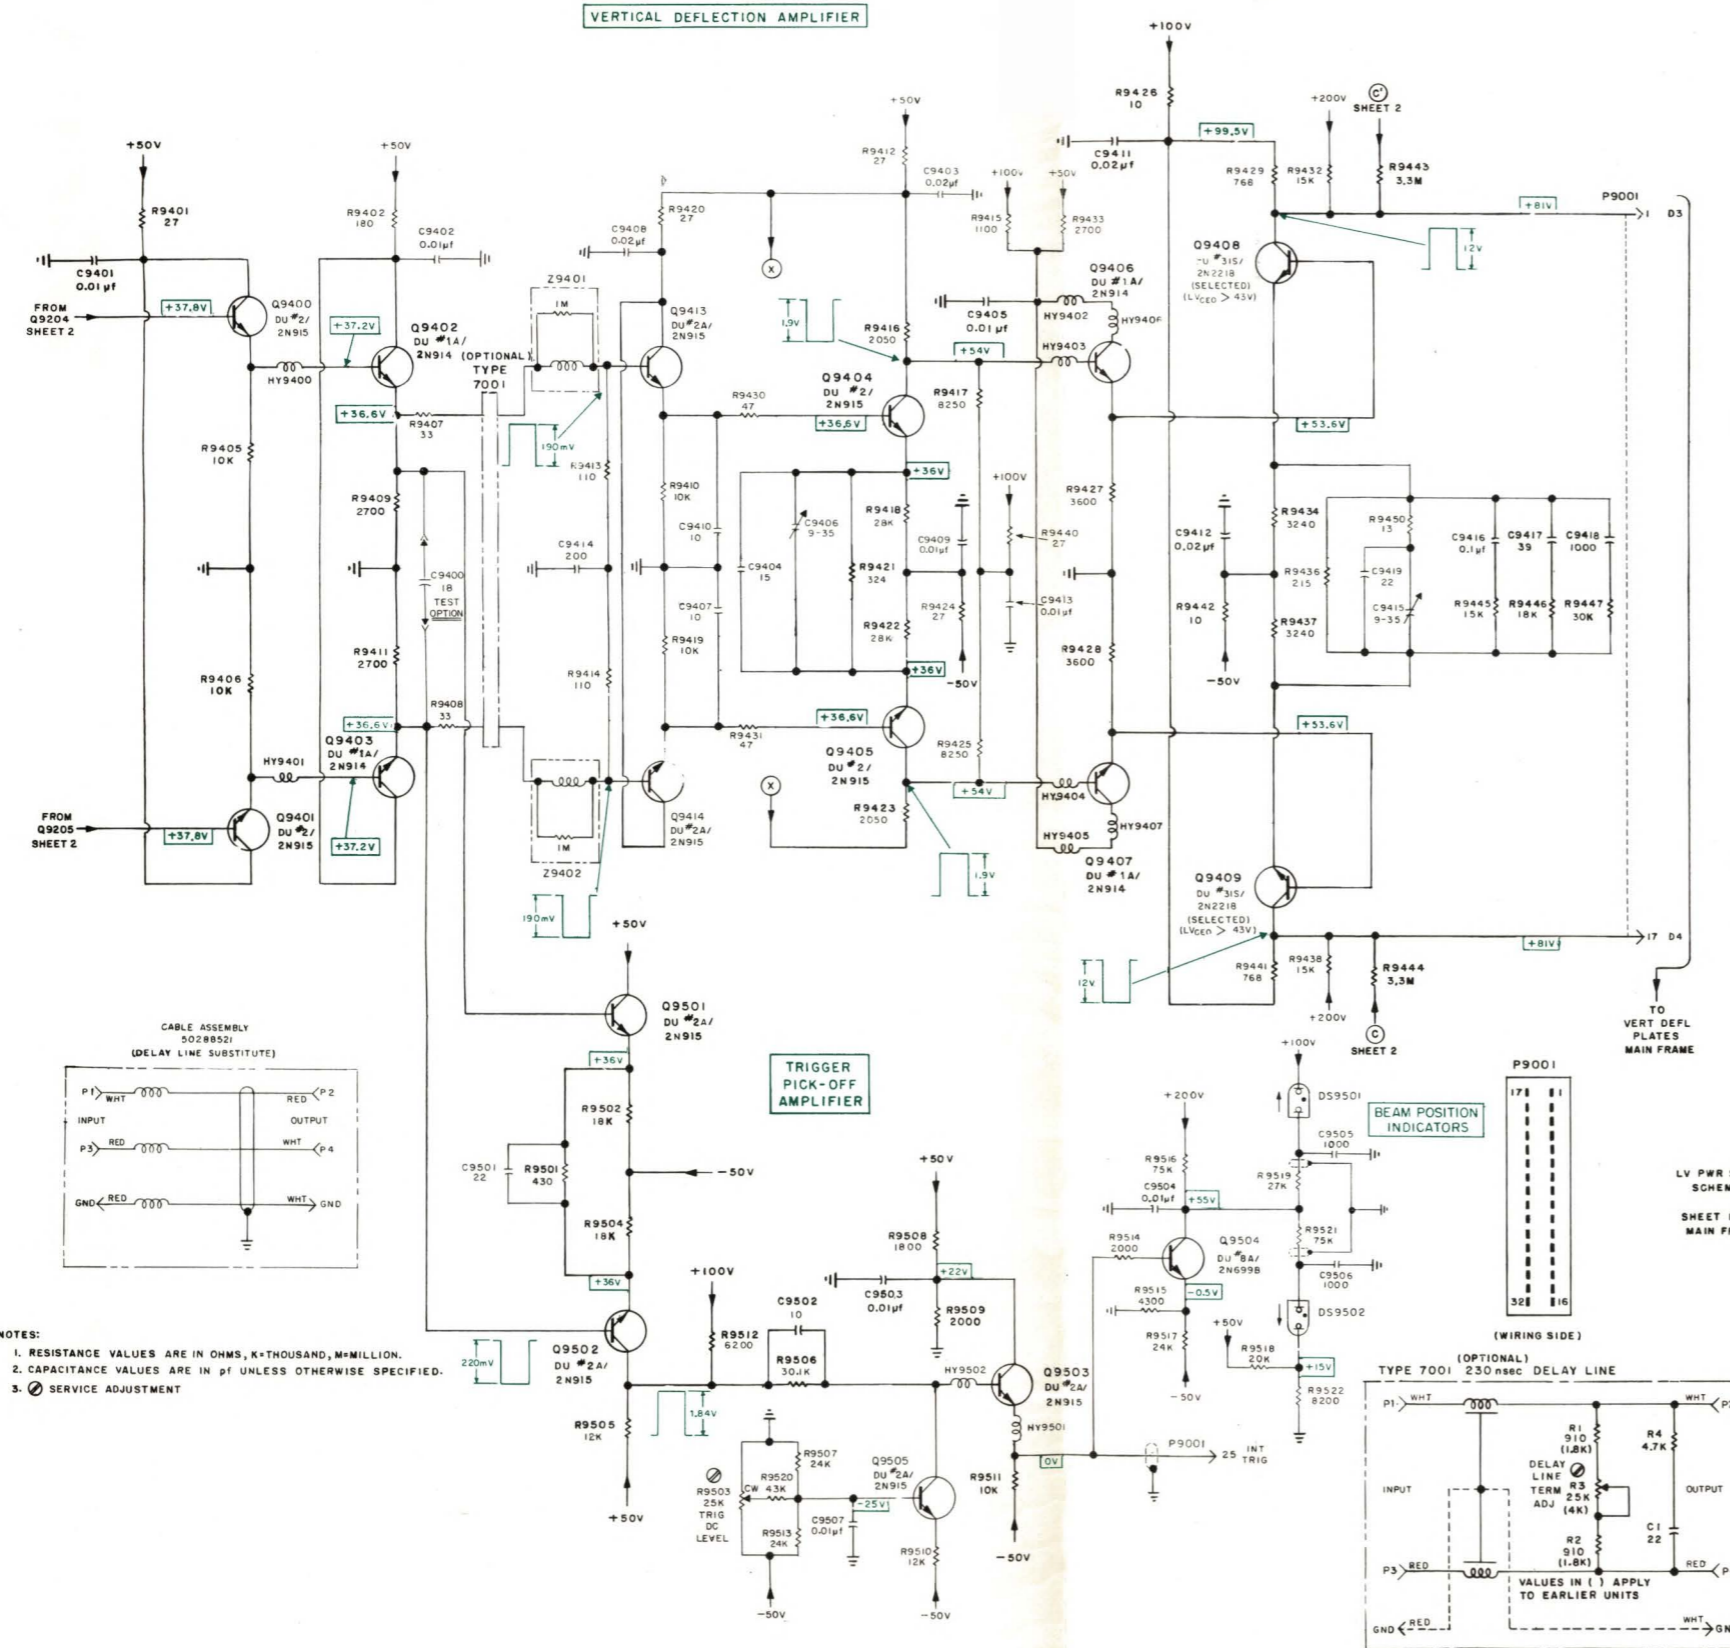 VERTICAL DEFLECTION AMPLIFIER
+100V
R9426
10
+50V
+50V
+50V
R9401
27
C9401
0.01µf
FROM
Q9204
SHEET 2
+37.8V
Q9400
DU #2/
2N915
HY9400
+37.2V
R9402
180
C9402
0.01µf
Q9402
DU #1A/
2N914
(OPTIONAL)
TYPE
7001
+36.6V
R9407
33
R9405
10K
R9406
10K
R9409
2700
R9411
2700
C9400
18
TEST
OPTION
R9408
33
+36.6V
Q9403
DU #1A/
2N914
HY9401
FROM
Q9205
SHEET 2
+37.8V
Q9401
DU #2/
2N915
+37.2V
Z9401
1M
190mV
C9408
0.02µf
R9420
27
Q9413
DU #2A/
2N915
R9413
110
C9414
200
R9414
110
R9410
10K
R9419
10K
C9410
10
C9407
10
R9430
47
R9431
47
Q9414
DU #2A/
2N915
1M
Z9402
190mV
R9412
27
C9403
0.02µf
X
1.9V
R9416
2050
+54V
Q9404
DU #2/
2N915
+36.6V
+36V
C9406
9-35
C9404
15
R9418
28K
R9421
324
R9422
28K
C9409
0.01µf
R9424
27
-50V
+36V
+36.6V
Q9405
DU #2/
2N915
X
R9423
2050
1.9V
+100V
+50V
R9415
1100
R9433
2700
C9405
0.01µf
HY9402
HY9406
HY9403
Q9406
DU #1A/
2N914
R9417
8250
+100V
R9440
27
C9413
0.01µf
R9425
8250
+54V
R9427
3600
R9428
3600
HY9404
HY9405
HY9407
Q9407
DU #1A/
2N914
C9411
0.02µf
+99.5V
R9429
768
R9432
15K
+200V
C'
SHEET 2
R9443
3.3M
+81V
P9001
1 D3
12V
Q9408
DU #31S/
2N2218
(SELECTED)
(LVCEO > 43V)
+53.6V
C9412
0.02µf
R9442
10
-50V
R9434
3240
R9437
3240
R9436
215
R9450
13
C9419
22
C9415
9-35
C9416
0.1µf
C9417
39
C9418
1000
R9445
15K
R9446
18K
R9447
30K
+53.6V
Q9409
DU #31S/
2N2218
(SELECTED)
(LVCEO > 43V)
+81V
17 D4
12V
R9441
768
R9438
15K
+200V
R9444
3.3M
C
SHEET 2
TO
VERT DEFL
PLATES
MAIN FRAME
CABLE ASSEMBLY
50288521
(DELAY LINE SUBSTITUTE)
P1 WHT RED P2
INPUT OUTPUT
P3 RED WHT P4
GND RED WHT GND
+50V
Q9501
DU #2A/
2N915
+36V
R9502
18K
C9501
22
R9501
430
-50V
R9504
18K
+36V
TRIGGER
PICK-OFF
AMPLIFIER
Q9502
DU #2A/
2N915
220mV
R9505
12K
+50V
1.84V
+100V
R9512
6200
C9502
10
R9506
30.1K
C9503
0.01µf
+50V
R9508
1800
+22V
R9509
2000
HY9502
Q9503
DU #2A/
2N915
HY9501
0V
R9511
10K
-50V
P9001
25 INT
TRIG
R9503
25K
TRIG
DC
LEVEL
CW
R9507
24K
R9520
43K
R9513
24K
-50V
C9507
0.01µf
-25V
Q9505
DU #2A/
2N915
R9510
12K
-50V
+200V
R9516
75K
C9504
0.01µf
+55V
R9514
2000
Q9504
DU #8A/
2N699B
R9515
4300
-0.5V
R9517
24K
-50V
+100V
DS9501
BEAM POSITION
INDICATORS
C9505
1000
R9519
27K
R9521
75K
C9506
1000
DS9502
+50V
R9518
20K
+15V
R9522
8200
P9001
17 1
32 16
(WIRING SIDE)
LV PWR
SHEET
NOTES:
1. RESISTANCE VALUES ARE IN OHMS, K=THOUSAND, M=MILLION.
2. CAPACITANCE VALUES ARE IN pf UNLESS OTHERWISE SPECIFIED.
3. SERVICE ADJUSTMENT
(OPTIONAL)
TYPE 7001 230 nsec DELAY LINE
P1 WHT WHT
R1
910
(1.8K)
R4
4.7K
DELAY
LINE
TERM
ADJ
R3
25K
(4K)
INPUT OUTPUT
R2
910
(1.8K)
C1
22
P3 RED RED
VALUES IN ( ) APPLY
TO EARLIER UNITS
GND RED WHT